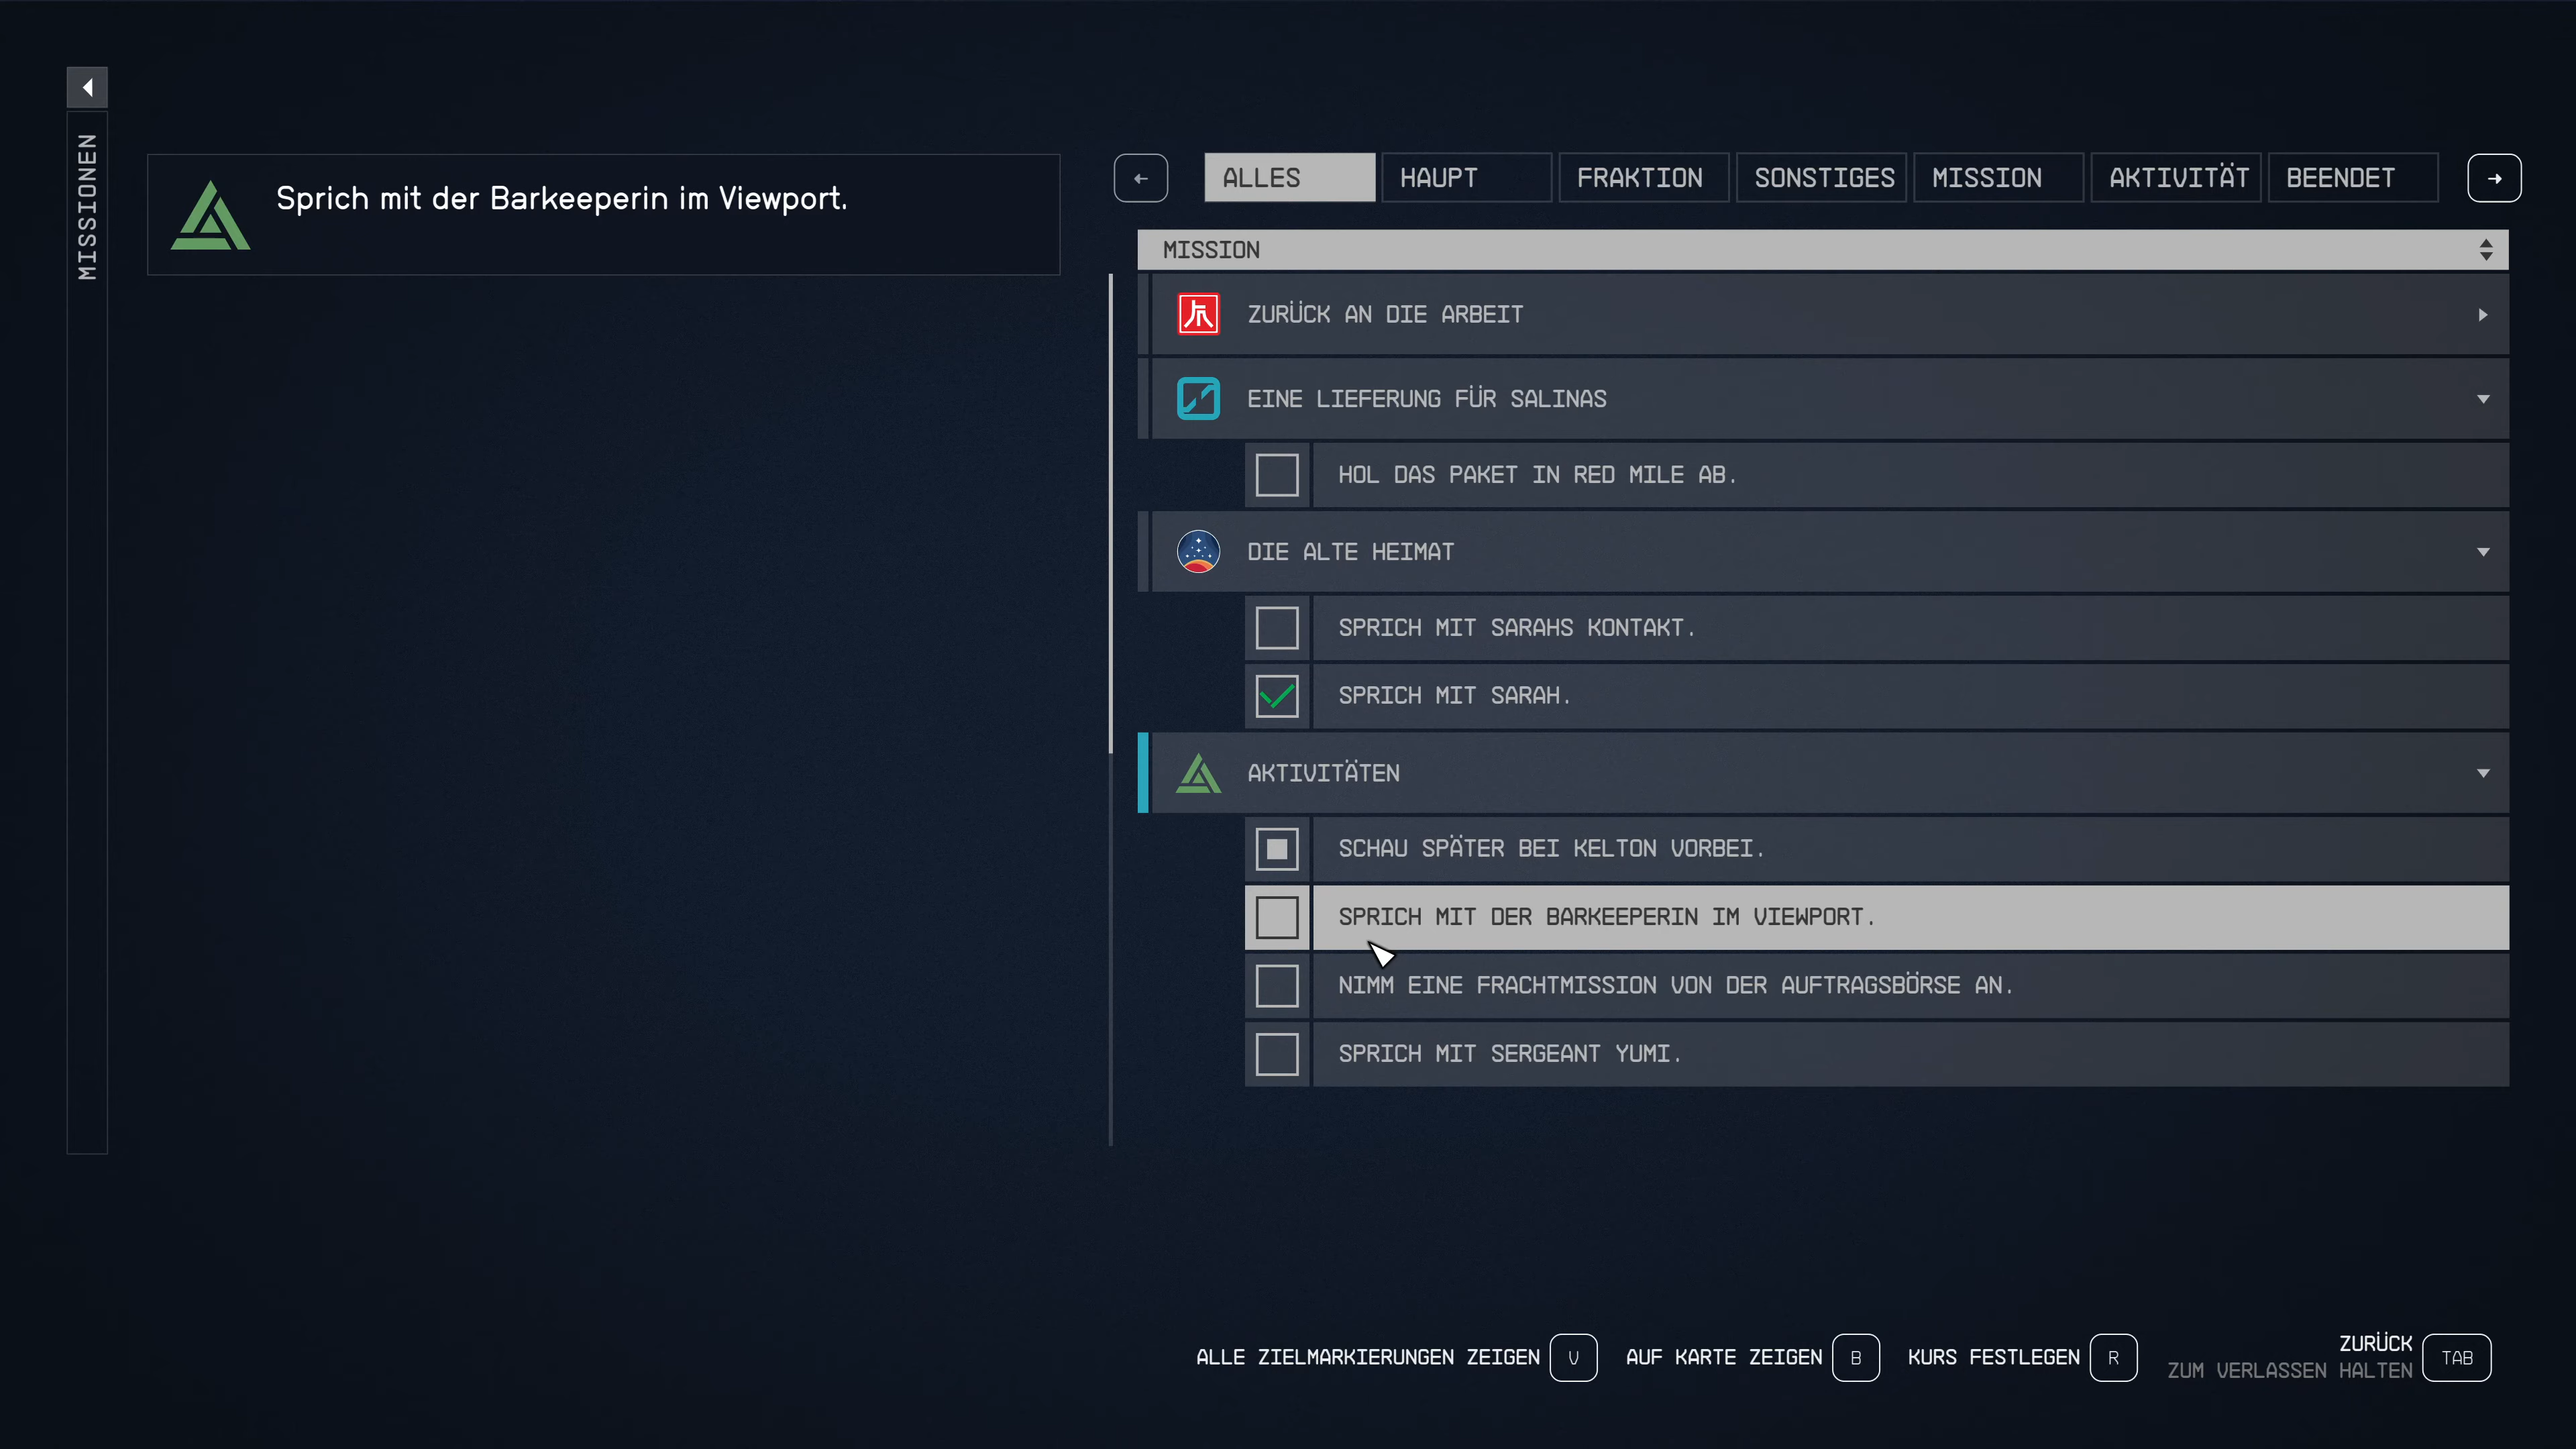 MISSIONEN
Sprich mit der Barkeeperin im Viewport.
ALLES
HAUPT
FRAKTION
SONSTIGES
MISSION
AKTIVITÄT
BEENDET
MISSION
ZURÜCK AN DIE ARBEIT
EINE LIEFERUNG FÜR SALINAS
HOL DAS PAKET IN RED MILE AB.
DIE ALTE HEIMAT
SPRICH MIT SARAHS KONTAKT.
SPRICH MIT SARAH.
AKTIVITÄTEN
SCHAU SPÄTER BEI KELTON VORBEI.
SPRICH MIT DER BARKEEPERIN IM VIEWPORT.
NIMM EINE FRACHTMISSION VON DER AUFTRAGSBÖRSE AN.
SPRICH MIT SERGEANT YUMI.
ALLE ZIELMARKIERUNGEN ZEIGEN V
AUF KARTE ZEIGEN B
KURS FESTLEGEN R
ZURÜCK
ZUM VERLASSEN HALTEN
TAB